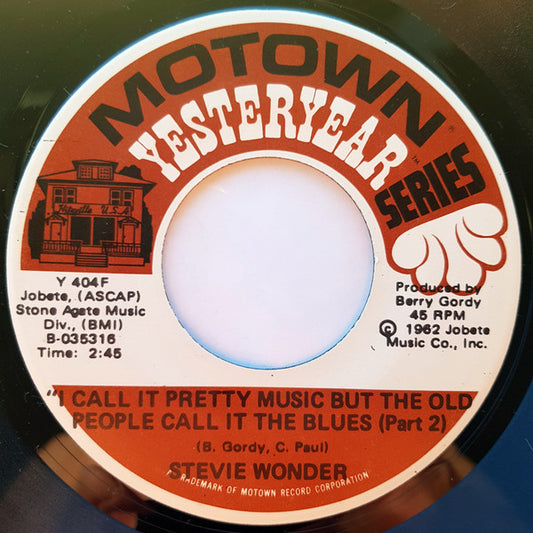 MOTOWN
YESTERYEAR™
SERIES
Hitsville U.S.A.
Y 404F
Jobete, (ASCAP)
Stone Agate Music
Div., (BMI)
B-035316
Time: 2:45
Produced by
Berry Gordy
45 RPM
© 1962 Jobete
Music Co., Inc.
"I CALL IT PRETTY MUSIC BUT THE OLD
PEOPLE CALL IT THE BLUES (Part 2)
(B. Gordy, C. Paul)
STEVIE WONDER
TRADEMARK OF MOTOWN RECORD CORPORATION